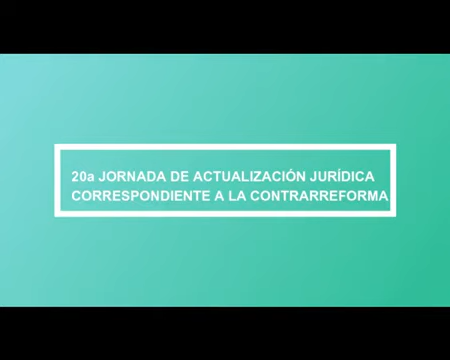 20a JORNADA DE ACTUALIZACIÓN JURÍDICA
CORRESPONDIENTE A LA CONTRARREFORMA